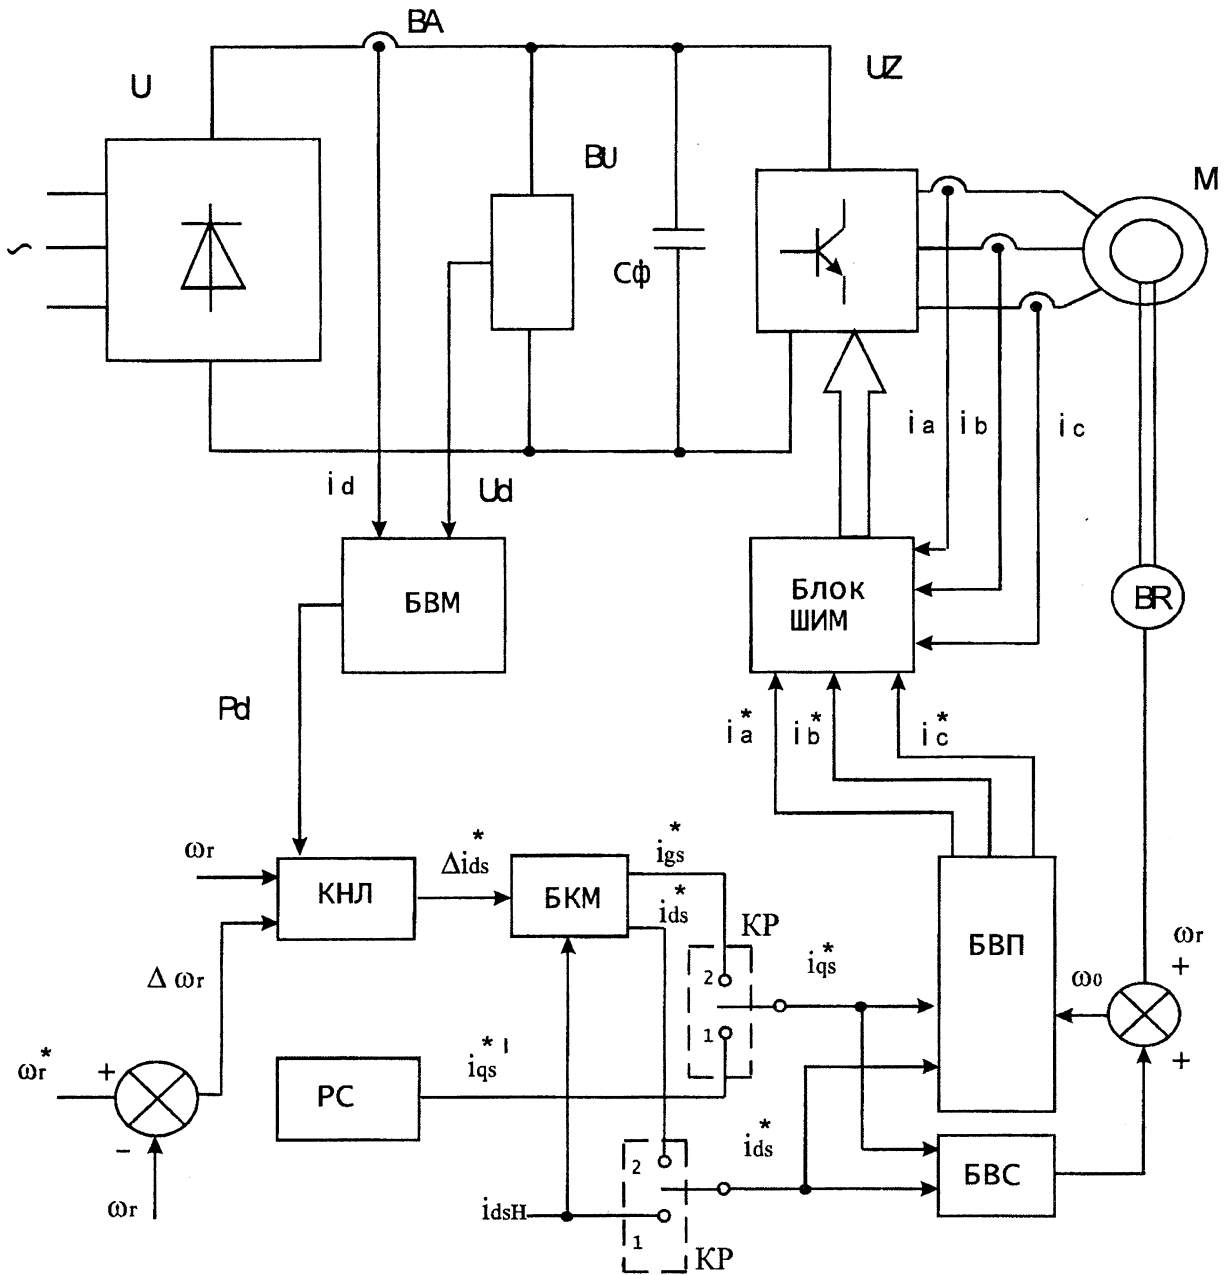 BA
U
UZ
BU
M
~
Cф
ia
ib
ic
id
Ud
БВМ
Блок
ШИМ
BR
Pd
ia*
ib*
ic*
ωr
Δids*
igs*
КНЛ
БКМ
ids*
КР
БВП
ωr
+
Δ ωr
2
iqs*
ω0
1
ωr*
+
iqs*'
+
РС
–
2
ids*
БВС
ωr
idsH
1
КР